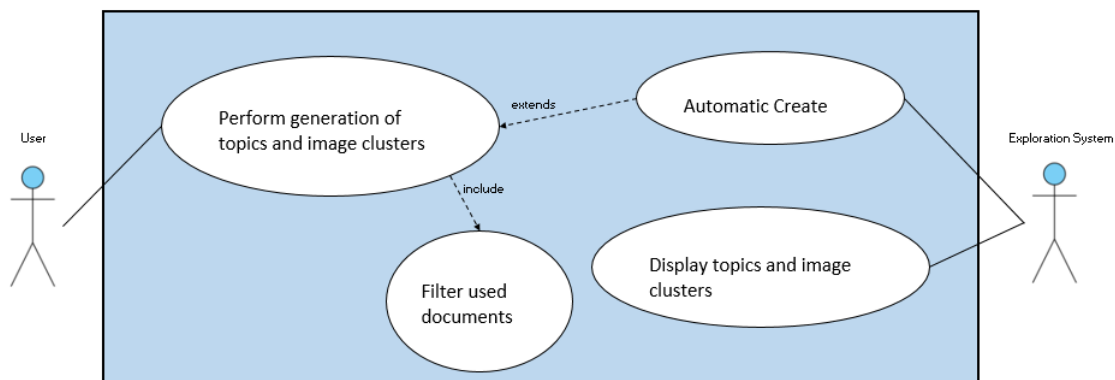 User
Perform generation of
topics and image clusters
extends
Automatic Create
Exploration System
include
Filter used
documents
Display topics and image
clusters